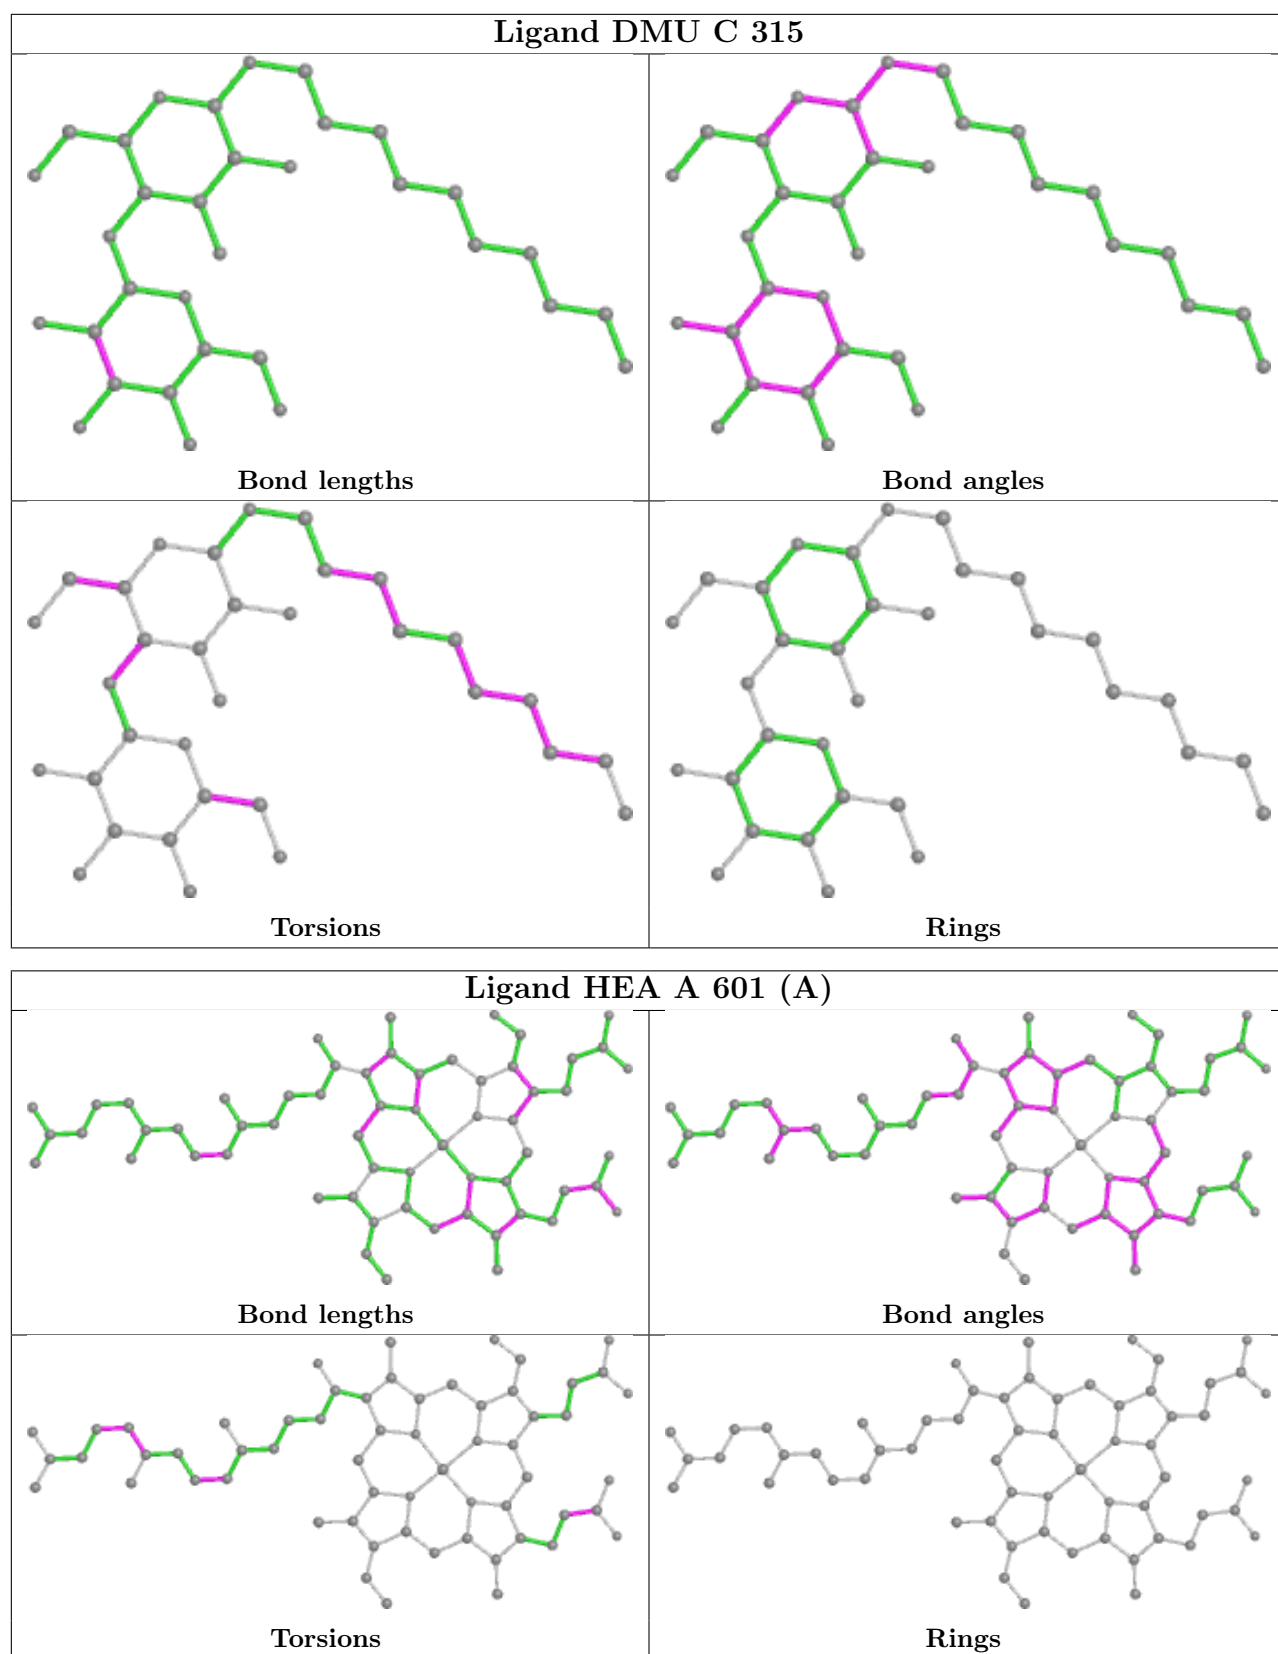 Ligand DMU C 315
Bond lengths
Bond angles
Torsions
Rings
Ligand HEA A 601 (A)
Bond lengths
Bond angles
Torsions
Rings